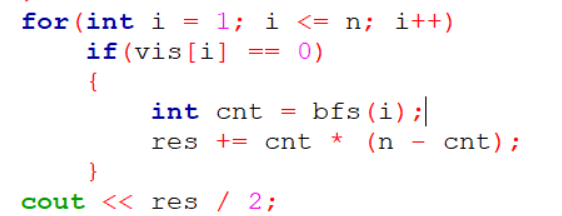 for(int i = 1; i <= n; i++)
if(vis[i] == 0)
{
int cnt = bfs(i);
res += cnt * (n - cnt);
}
cout << res / 2;